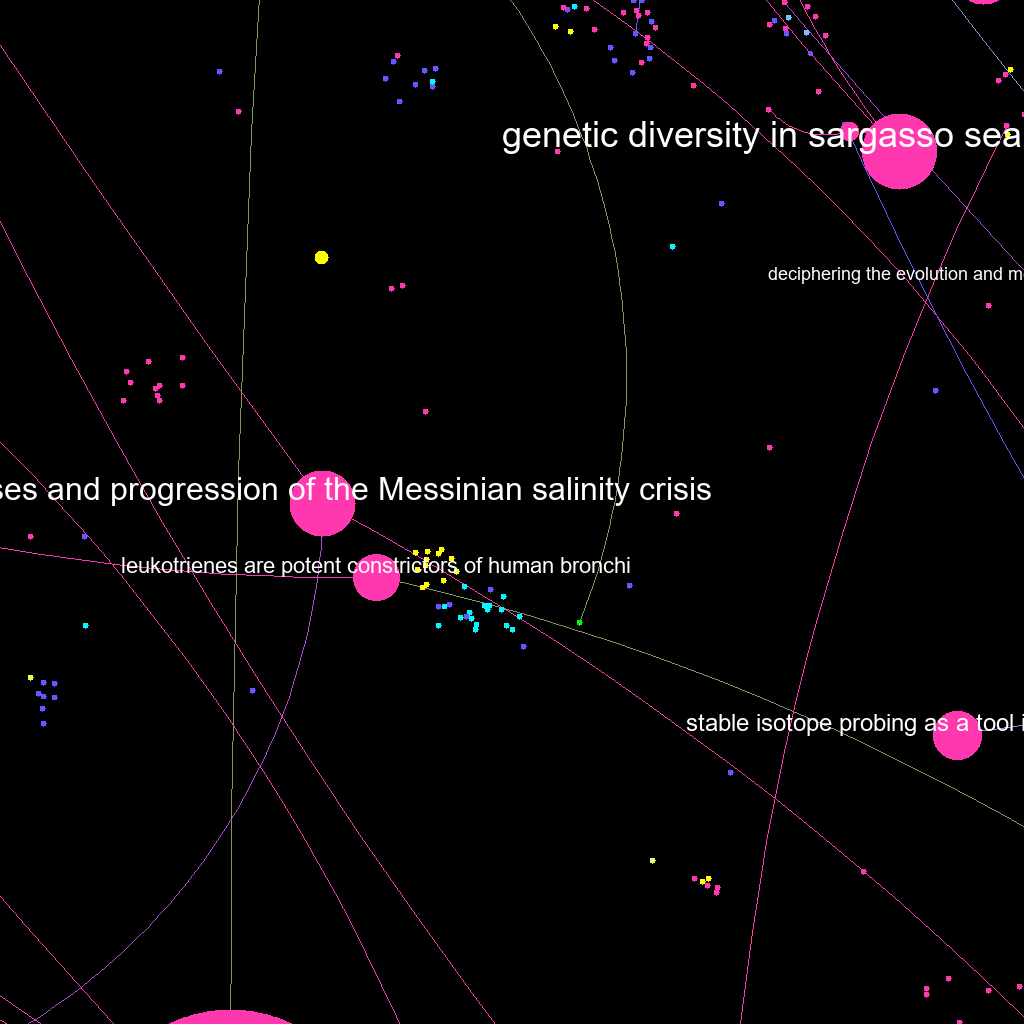 genetic diversity in sargasso sea
deciphering the evolution and m
ses and progression of the Messinian salinity crisis
leukotrienes are potent constrictors of human bronchi
stable isotope probing as a tool i